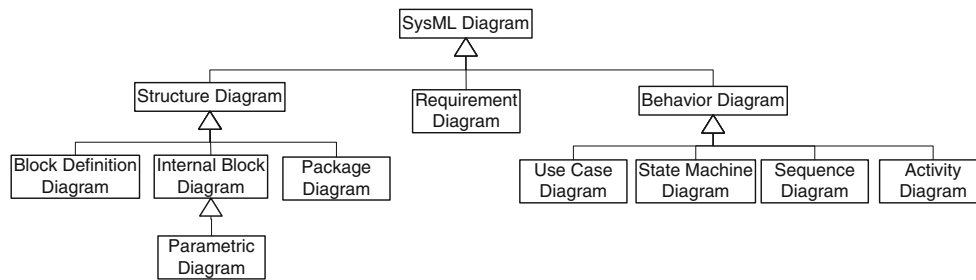 SysML Diagram
Structure Diagram
Requirement
Diagram
Behavior Diagram
Block Definition
Diagram
Internal Block
Diagram
Package
Diagram
Use Case
Diagram
State Machine
Diagram
Sequence
Diagram
Activity
Diagram
Parametric
Diagram